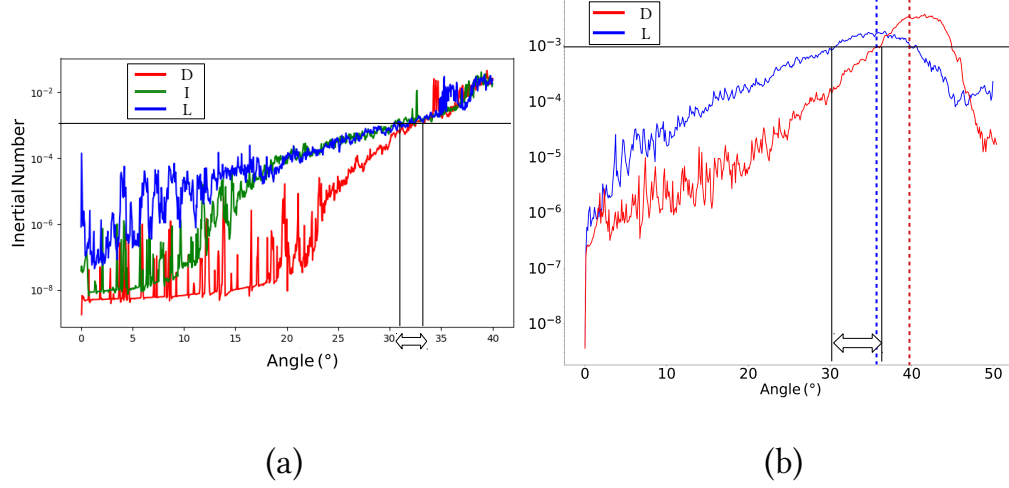 D
I
L
Inertial Number
10⁻²
10⁻⁴
10⁻⁶
10⁻⁸
0 5 10 15 20 25 30 35 40
Angle (°)
(a)
D
L
10⁻³
10⁻⁴
10⁻⁵
10⁻⁶
10⁻⁷
10⁻⁸
0 10 20 30 40 50
Angle (°)
(b)